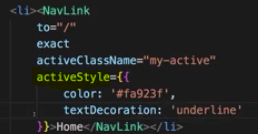 <li><NavLink
to="/"
exact
activeClassName="my-active"
activeStyle={{
color: '#fa923f',
textDecoration: 'underline'
}}>Home</NavLink></li>